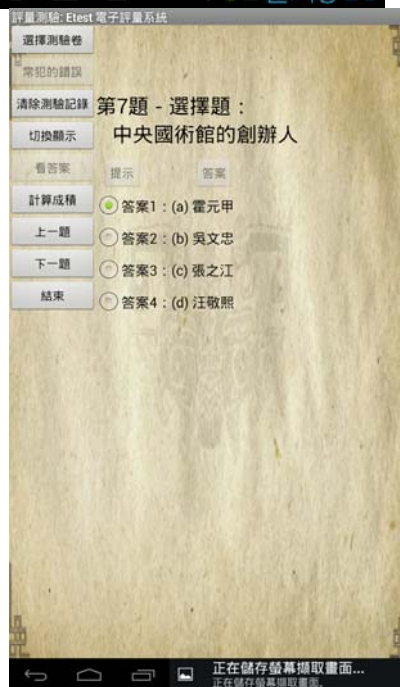 評量測驗: Etest 電子評量系統
選擇測驗卷
常犯的錯誤
清除測驗記錄
切換顯示
看答案
計算成積
上一題
下一題
結束
第7題 - 選擇題：
中央國術館的創辦人
提示
答案
答案1：(a) 霍元甲
答案2：(b) 吳文忠
答案3：(c) 張之江
答案4：(d) 汪敬熙
正在儲存螢幕擷取畫面...
正在儲存螢幕擷取畫面。